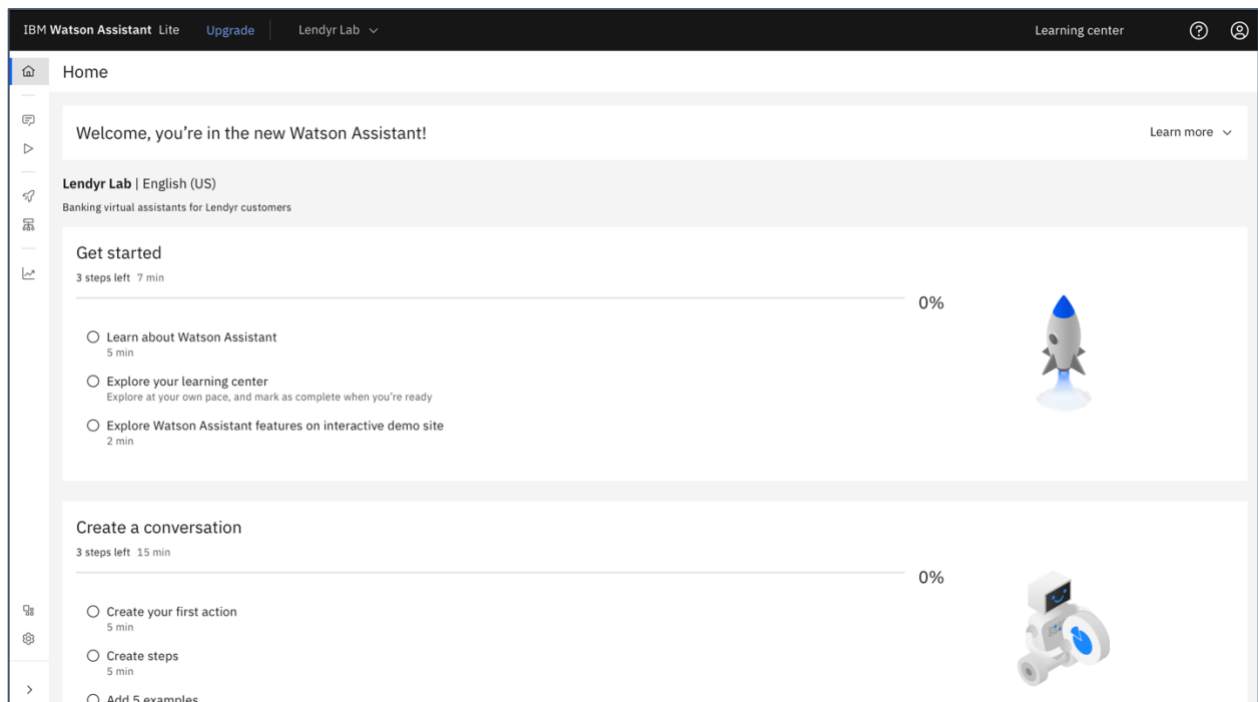 IBM Watson Assistant Lite Upgrade Lendyr Lab Learning center
Home
Welcome, you're in the new Watson Assistant! Learn more
Lendyr Lab | English (US)
Banking virtual assistants for Lendyr customers
Get started
3 steps left 7 min
0%
Learn about Watson Assistant
5 min
Explore your learning center
Explore at your own pace, and mark as complete when you're ready
Explore Watson Assistant features on interactive demo site
2 min
Create a conversation
3 steps left 15 min
0%
Create your first action
5 min
Create steps
5 min
Add 5 examples